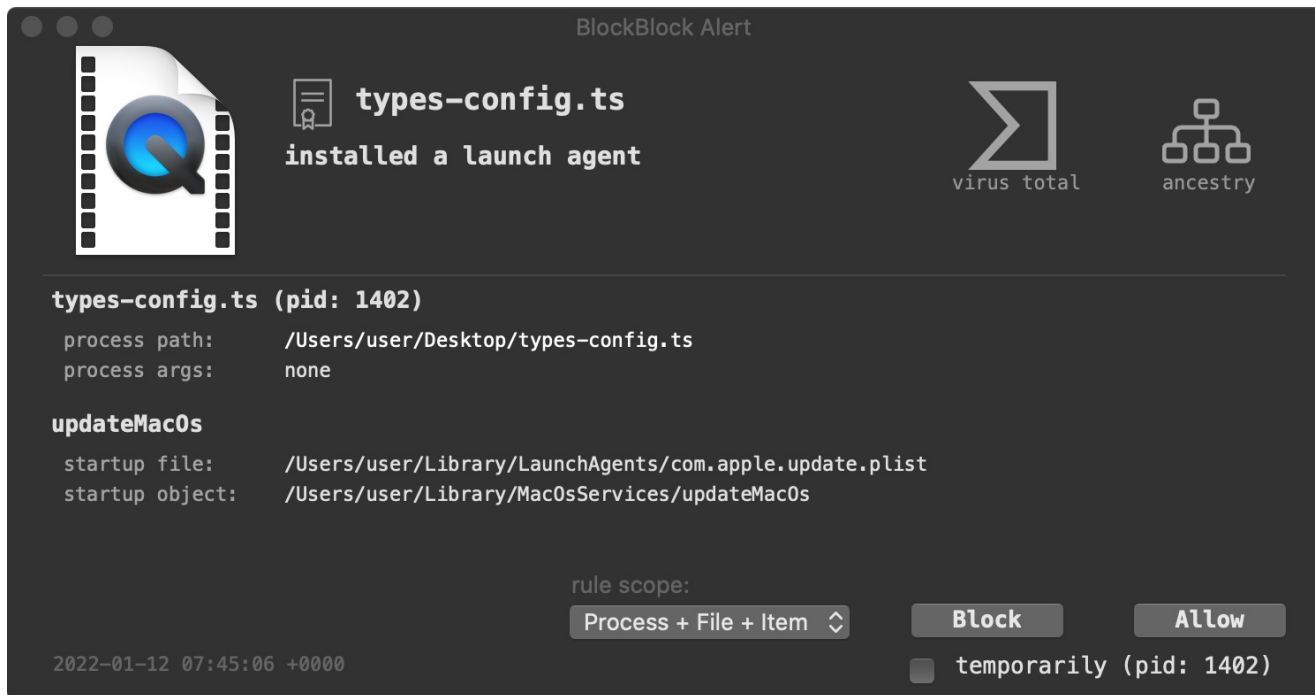 BlockBlock Alert
types-config.ts
installed a launch agent
virus total
ancestry
types-config.ts (pid: 1402)
process path: /Users/user/Desktop/types-config.ts
process args: none
updateMacOs
startup file: /Users/user/Library/LaunchAgents/com.apple.update.plist
startup object: /Users/user/Library/MacOsServices/updateMacOs
rule scope:
Process + File + Item
Block
Allow
2022-01-12 07:45:06 +0000
temporarily (pid: 1402)